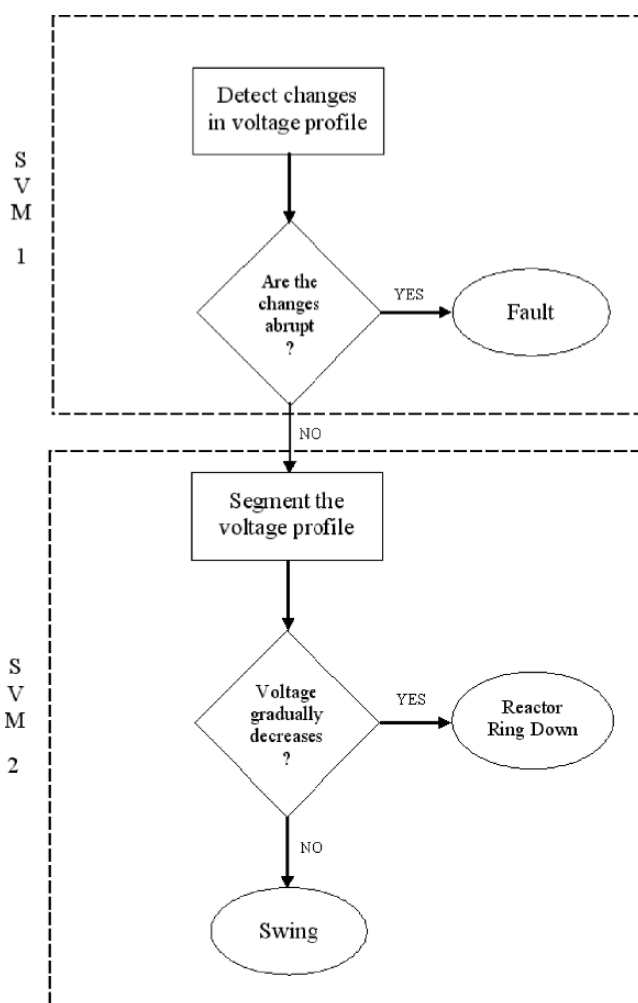 Detect changes
in voltage profile
S
V
M
1
Are the
changes
abrupt
?
YES
Fault
NO
Segment the
voltage profile
S
V
M
2
Voltage
gradually
decreases
?
YES
Reactor
Ring Down
NO
Swing